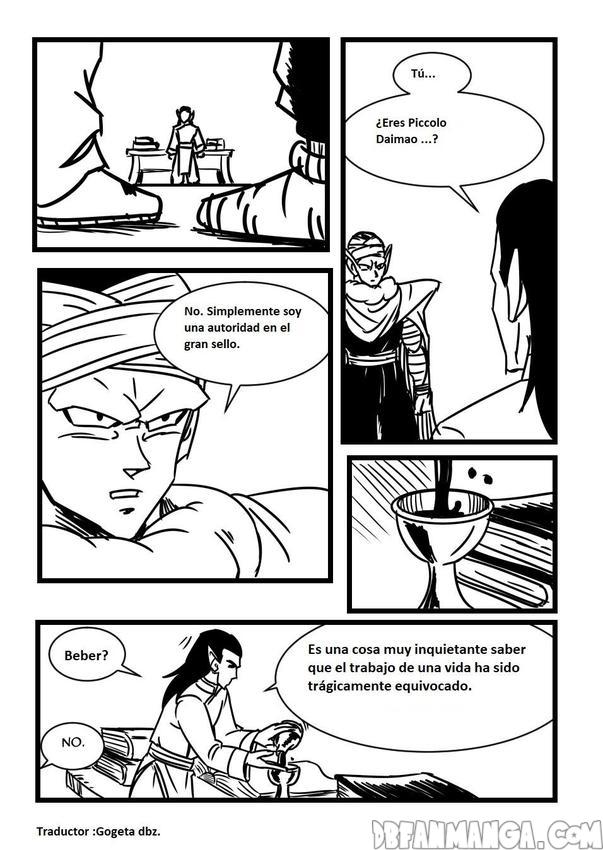 Tú...
¿Eres Piccolo
Daimao ...?
No. Simplemente soy
una autoridad en el
gran sello.
Beber?
Es una cosa muy inquietante saber
que el trabajo de una vida ha sido
trágicamente equivocado.
NO.
Traductor :Gogeta dbz.
DBFANMANGA.COM